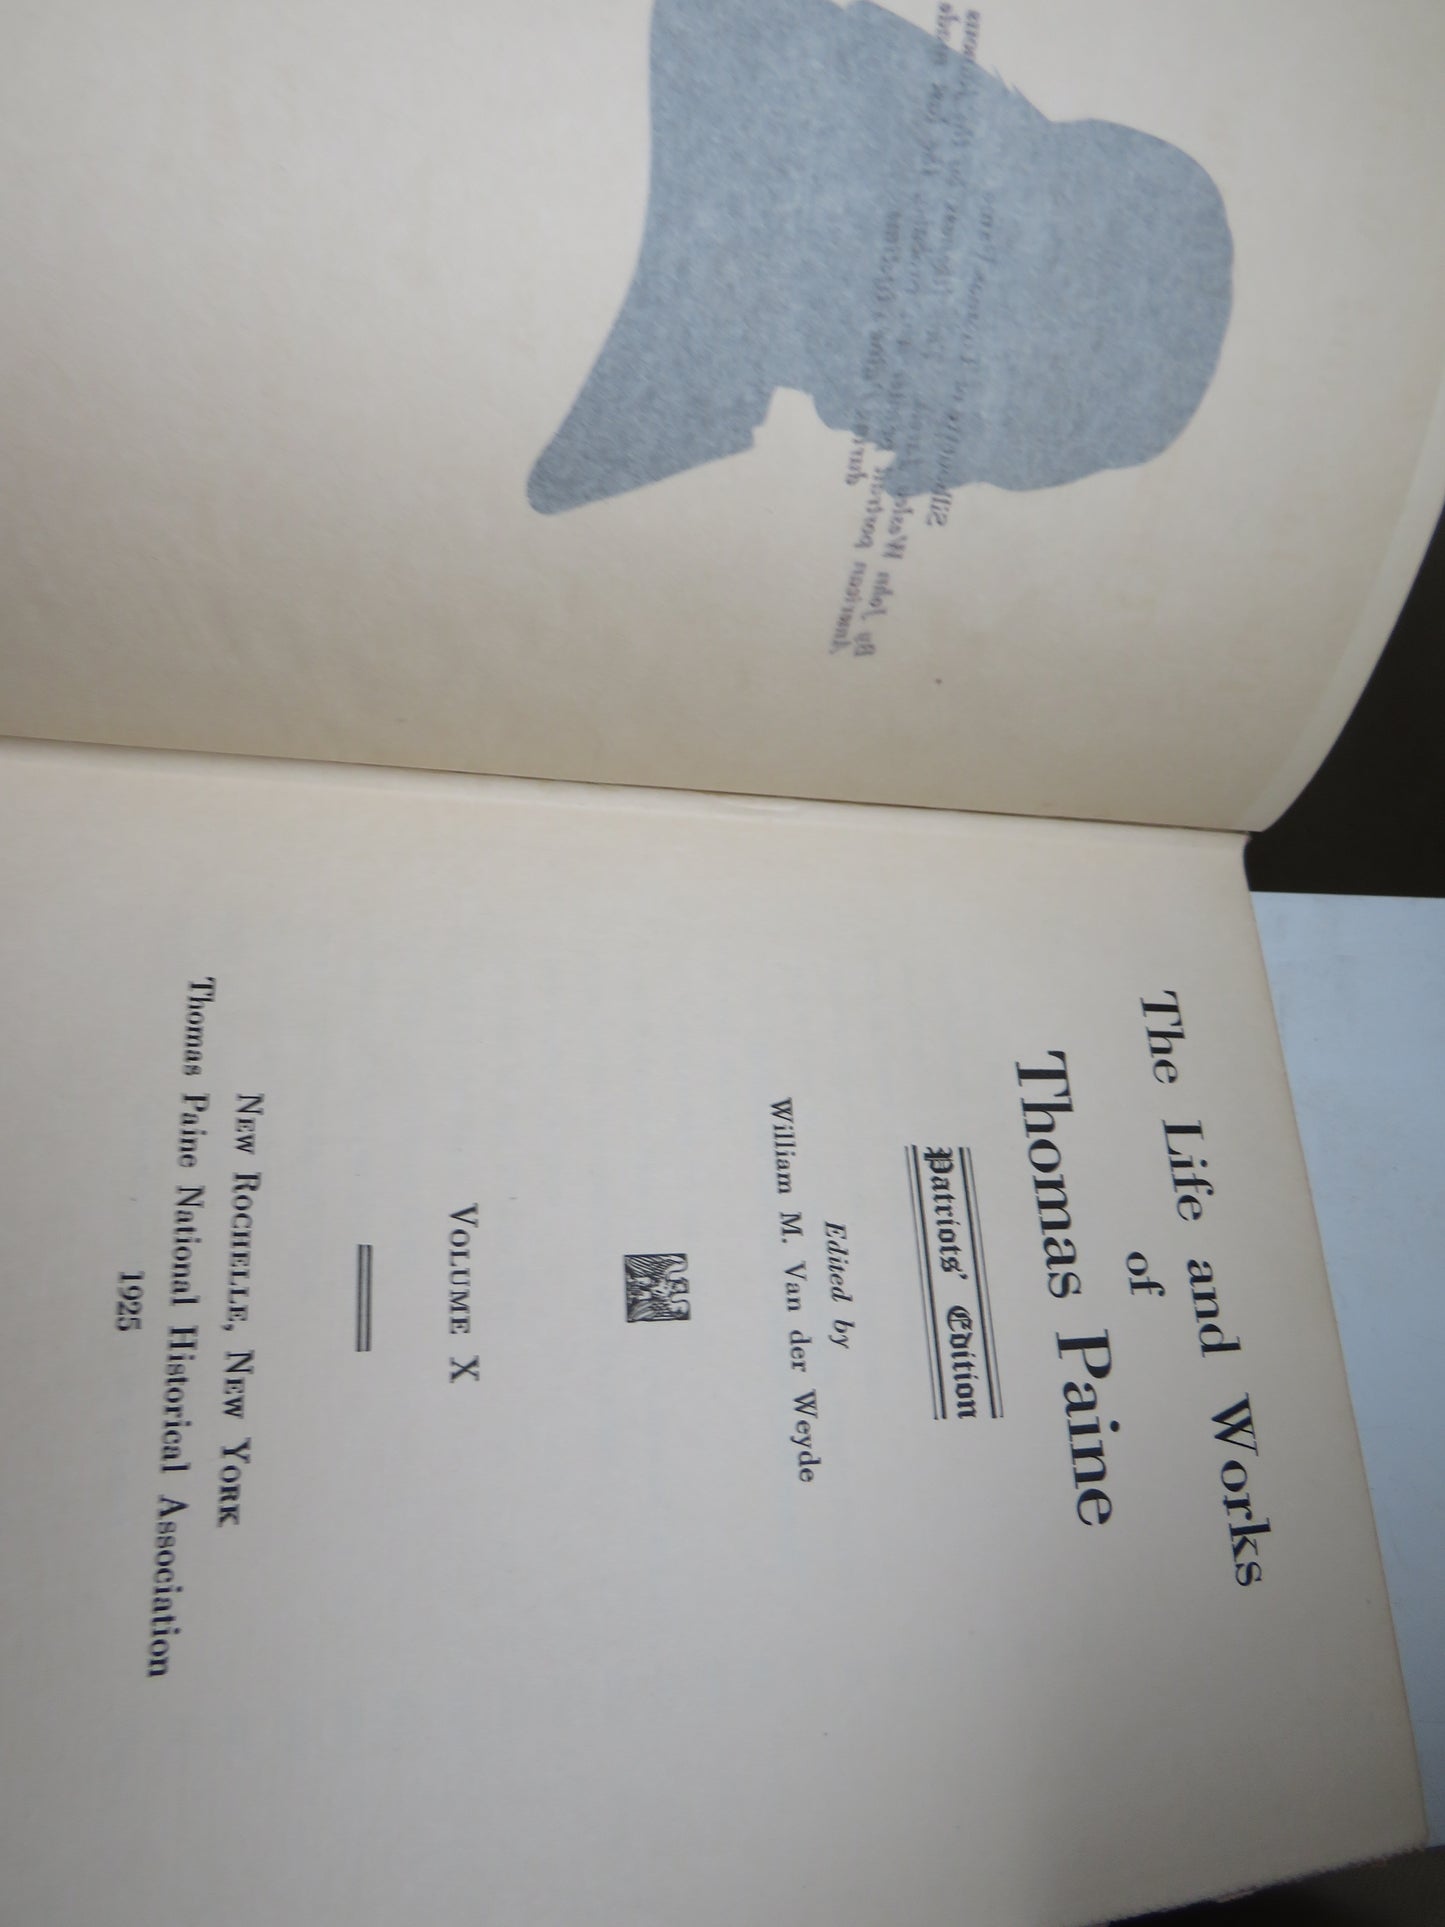 The Life and Works
of
Thomas Paine
Patriots' Edition
Edited by
William M. Van der Weyde
VOLUME X
NEW ROCHELLE, NEW YORK
Thomas Paine National Historical Association
1925